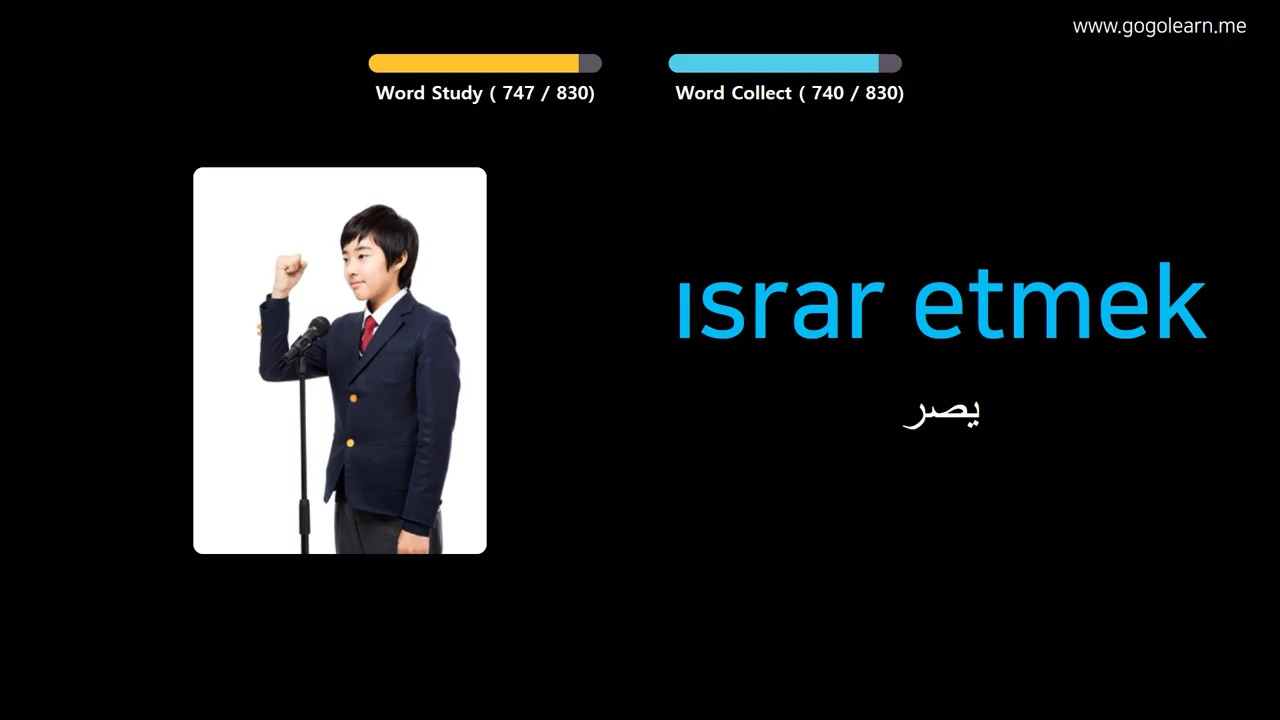 www.gogolearn.me
Word Study ( 747 / 830)
Word Collect ( 740 / 830)
ısrar etmek
يصر